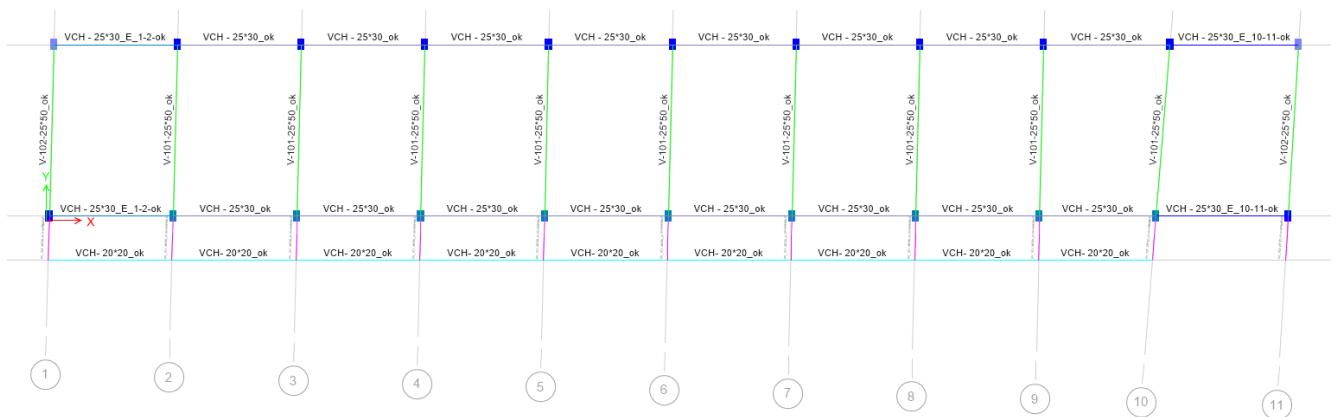 VCH - 25*30_E_1-2-ok VCH - 25*30_ok VCH - 25*30_ok VCH - 25*30_ok VCH - 25*30_ok VCH - 25*30_ok VCH - 25*30_ok VCH - 25*30_ok VCH - 25*30_ok VCH - 25*30_E_10-11-ok
V-102-25*50_ok V-101-25*50_ok V-101-25*50_ok V-101-25*50_ok V-101-25*50_ok V-101-25*50_ok V-101-25*50_ok V-101-25*50_ok V-101-25*50_ok V-101-25*50_ok V-102-25*50_ok
Y
VCH - 25*30_E_1-2-ok VCH - 25*30_ok VCH - 25*30_ok VCH - 25*30_ok VCH - 25*30_ok VCH - 25*30_ok VCH - 25*30_ok VCH - 25*30_ok VCH - 25*30_ok VCH - 25*30_E_10-11-ok
X
VCH- 20*20_ok VCH- 20*20_ok VCH- 20*20_ok VCH- 20*20_ok VCH- 20*20_ok VCH- 20*20_ok VCH- 20*20_ok VCH- 20*20_ok VCH- 20*20_ok
1 2 3 4 5 6 7 8 9 10 11